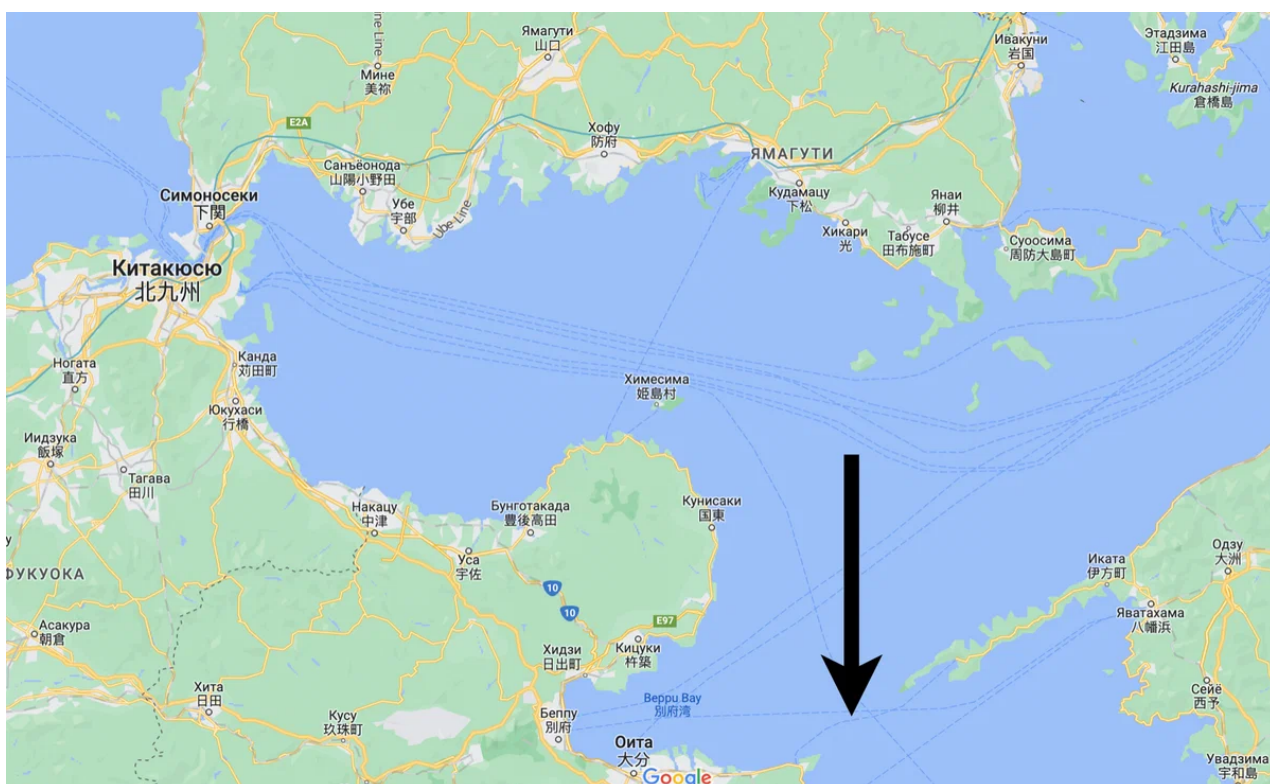 Ямагути
山口
ine-Line
Мине
美祢
Ивакуни
岩国
Этадзима
江田島
Kurahashi-jima
倉橋島
E2A
Хофу
防府
ЯМАГУТИ
Санъёонода
山陽小野田
Кудамацу
下松
Симоносеки
下関
Убе
宇部
Ube Line
Янаи
柳井
Хикари
光
Табусе
田布施町
Суоосима
周防大島町
Китакюсю
北九州
Канда
苅田町
Ногата
直方
Химесима
姫島村
Юкухаси
行橋
Иидзука
飯塚
Тагава
田川
Накацу
中津
Бунготакада
豊後高田
Кунисаки
国東
у
Уса
宇佐
ФУКУОКА
Иката
伊方町
Одзу
大洲
10
10
E97
Яватахама
八幡浜
Асакура
朝倉
Хидзи
日出町
Кицуки
杵築
Хита
日田
Кусу
玖珠町
Beppu Bay
別府湾
Сейё
西予
Беппу
別府
Оита
大分
Google
Увадзима
宇和島